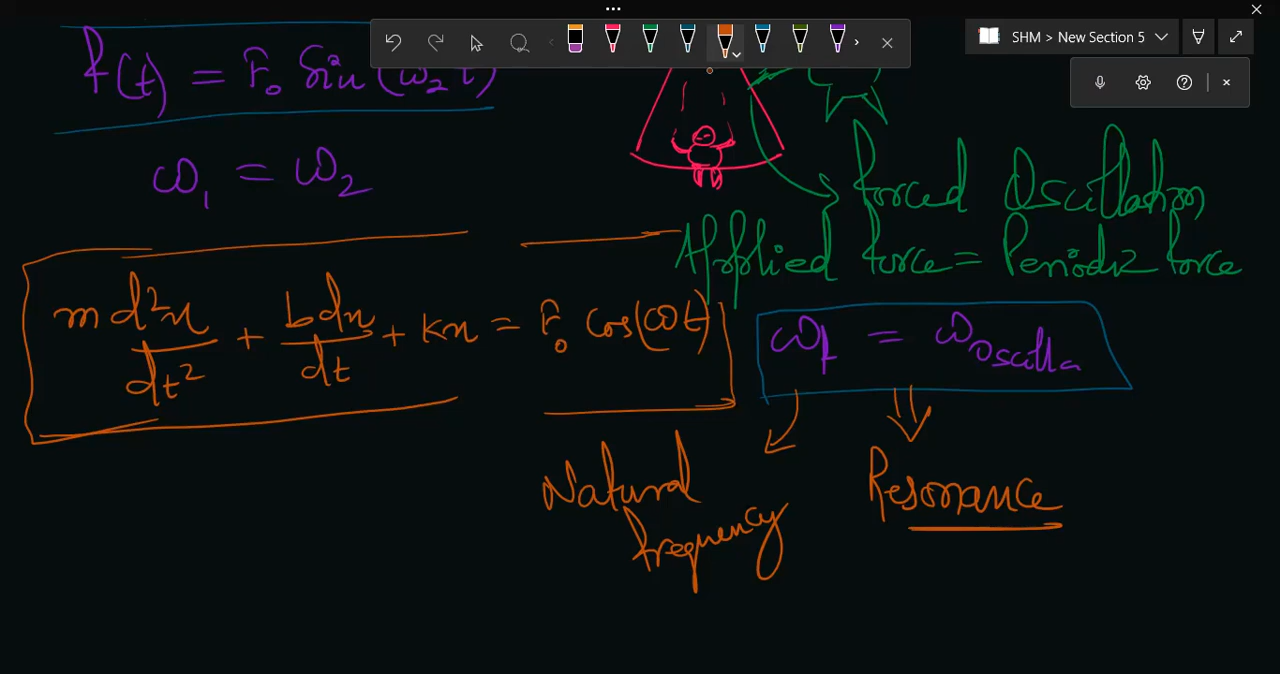 SHM > New Section 5
f(t) = F₀ Sin(ω₂t)
ω₁ = ω₂
forced Oscillation
Applied force = Periodic force
m d²x/dt² + b dx/dt + Kx = F₀ cos(ωt)
ωf = ωOscilla
Natural frequency
Resonance